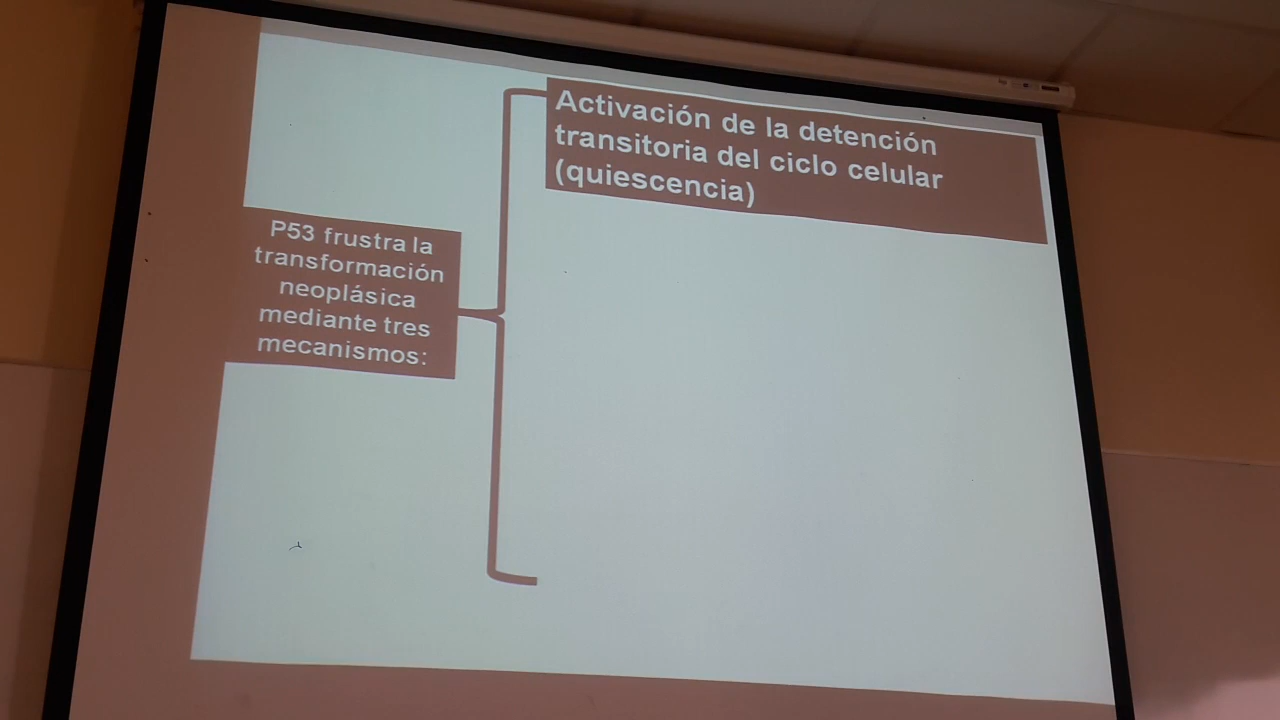 Activación de la detención
transitoria del ciclo celular
(quiescencia)
P53 frustra la
transformación
neoplásica
mediante tres
mecanismos: